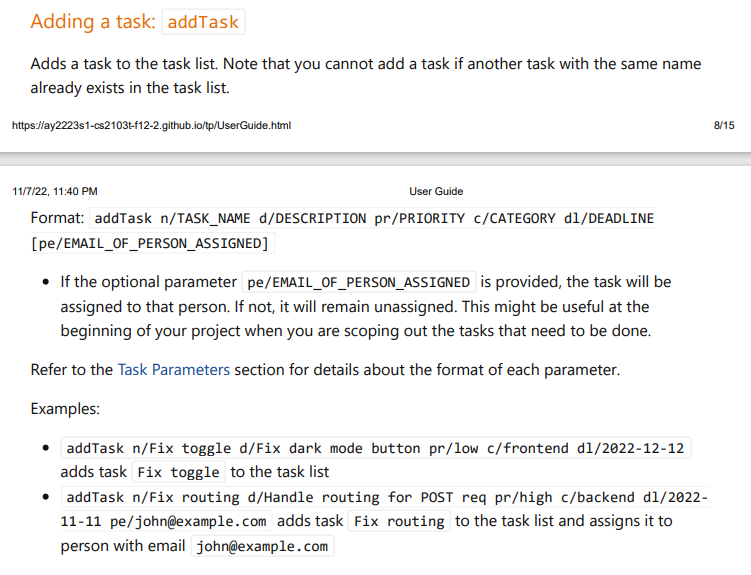 Adding a task: addTask
Adds a task to the task list. Note that you cannot add a task if another task with the same name
already exists in the task list.
https://ay2223s1-cs2103t-f12-2.github.io/tp/UserGuide.html 8/15
11/7/22, 11:40 PM User Guide
Format: addTask n/TASK_NAME d/DESCRIPTION pr/PRIORITY c/CATEGORY dl/DEADLINE
[pe/EMAIL_OF_PERSON_ASSIGNED]
• If the optional parameter pe/EMAIL_OF_PERSON_ASSIGNED is provided, the task will be
assigned to that person. If not, it will remain unassigned. This might be useful at the
beginning of your project when you are scoping out the tasks that need to be done.
Refer to the Task Parameters section for details about the format of each parameter.
Examples:
• addTask n/Fix toggle d/Fix dark mode button pr/low c/frontend dl/2022-12-12
adds task Fix toggle to the task list
• addTask n/Fix routing d/Handle routing for POST req pr/high c/backend dl/2022-
11-11 pe/john@example.com adds task Fix routing to the task list and assigns it to
person with email john@example.com